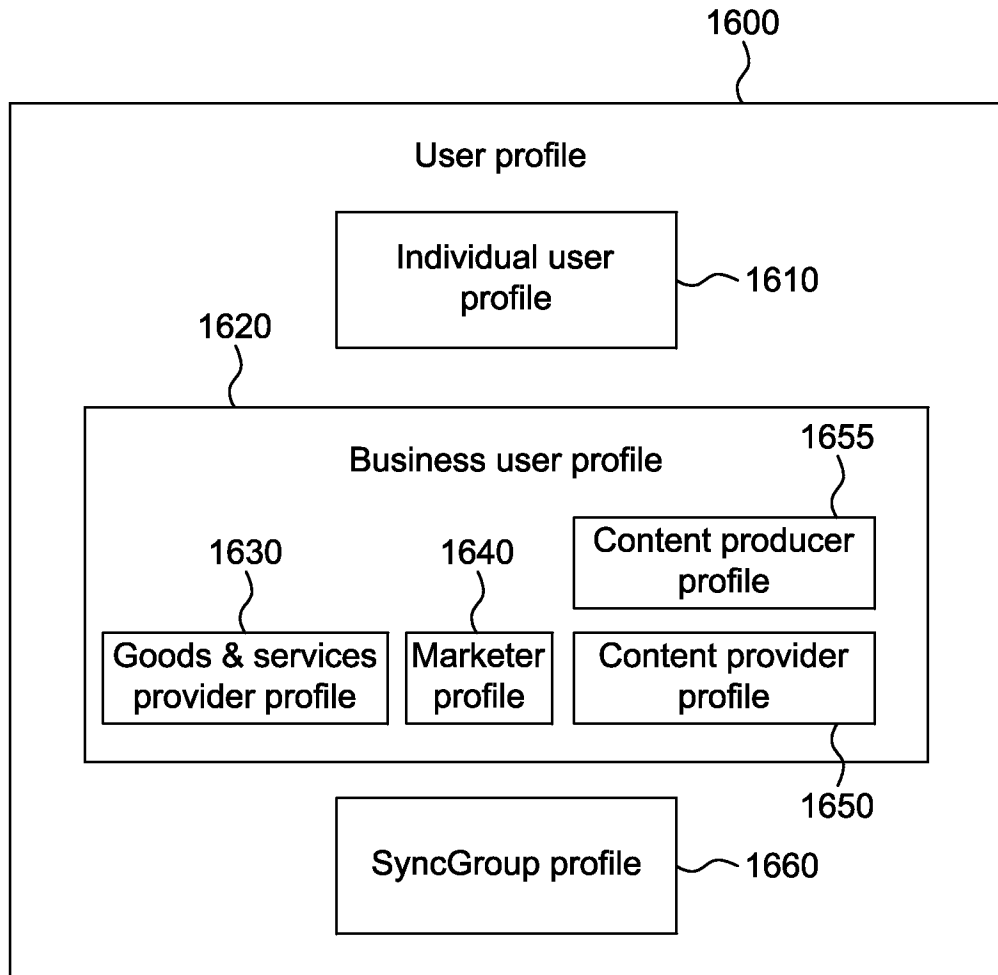 1600
User profile
Individual user
profile
1610
1620
Business user profile
1655
Content producer
profile
1630
1640
Goods & services
provider profile
Marketer
profile
Content provider
profile
1650
SyncGroup profile
1660